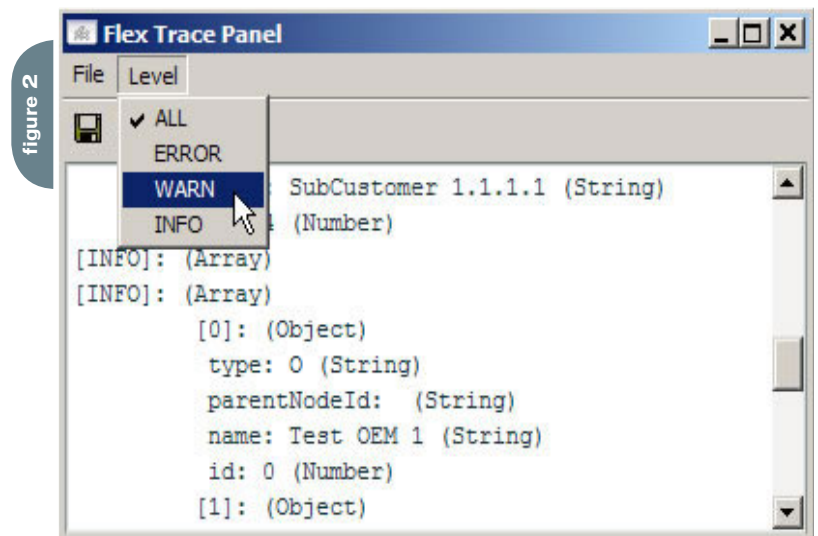 figure 2
Flex Trace Panel
File Level
ALL
ERROR
WARN
INFO
: SubCustomer 1.1.1.1 (String)
(Number)
[INFO]: (Array)
[INFO]: (Array)
[0]: (Object)
type: O (String)
parentNodeId: (String)
name: Test OEM 1 (String)
id: 0 (Number)
[1]: (Object)